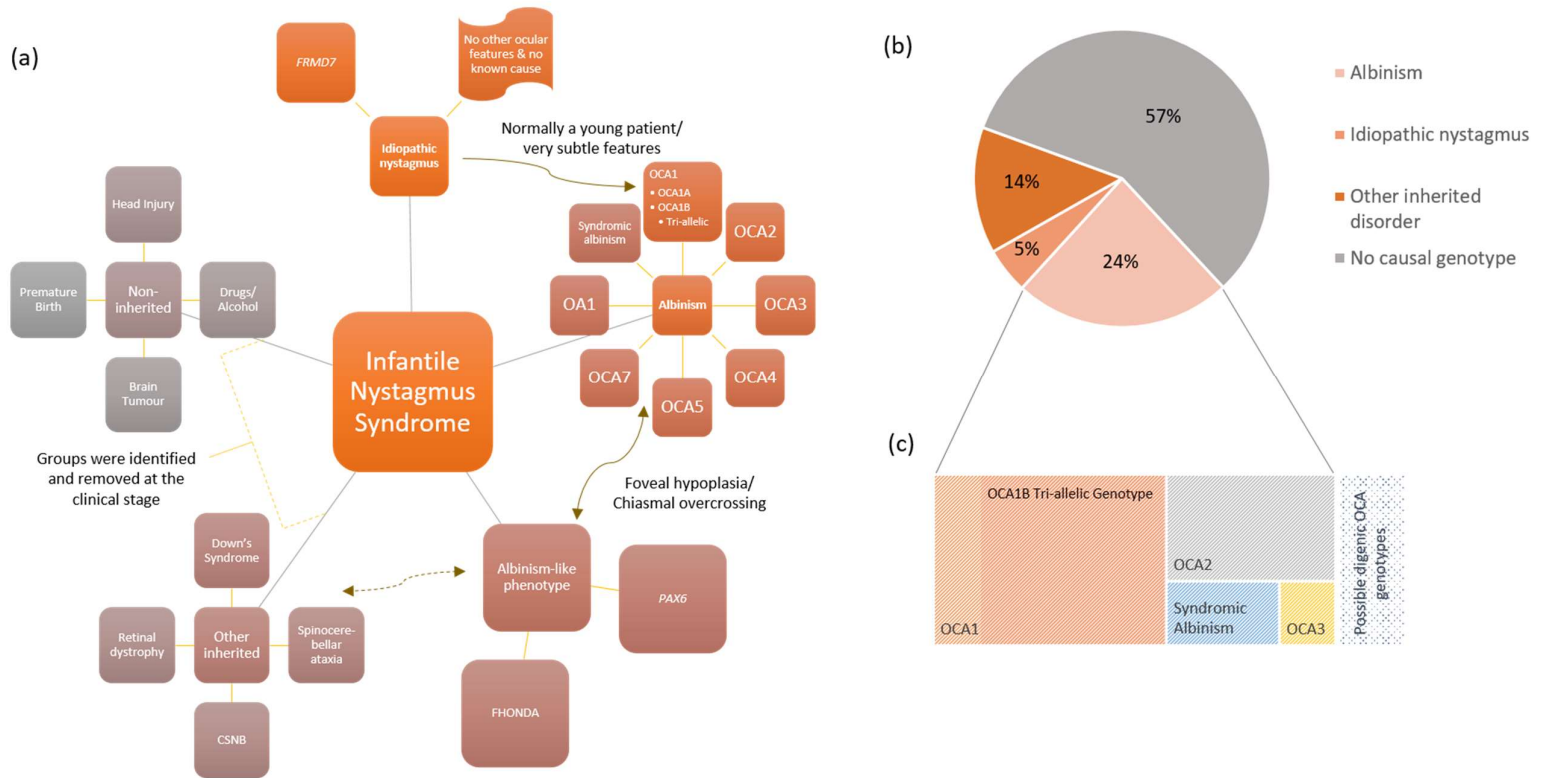 (a)
FRMD7
No other ocular
features & no
known cause
Idiopathic
nystagmus
Normally a young patient/
very subtle features
Head Injury
Premature
Birth
Non-
inherited
Drugs/
Alcohol
Brain
Tumour
OCA1
• OCA1A
• OCA1B
• Tri-allelic
Syndromic
albinism
OCA2
OA1
Albinism
OCA3
OCA7
OCA5
OCA4
Infantile
Nystagmus
Syndrome
Groups were identified
and removed at the
clinical stage
Foveal hypoplasia/
Chiasmal overcrossing
Down's
Syndrome
Retinal
dystrophy
Other
inherited
Spinocere-
bellar
ataxia
CSNB
Albinism-like
phenotype
PAX6
FHONDA
(b)
57%
14%
5%
24%
Albinism
Idiopathic nystagmus
Other inherited
disorder
No causal genotype
(c)
OCA1B Tri-allelic Genotype
OCA1
OCA2
Syndromic
Albinism
OCA3
Possible digenic OCA
genotypes